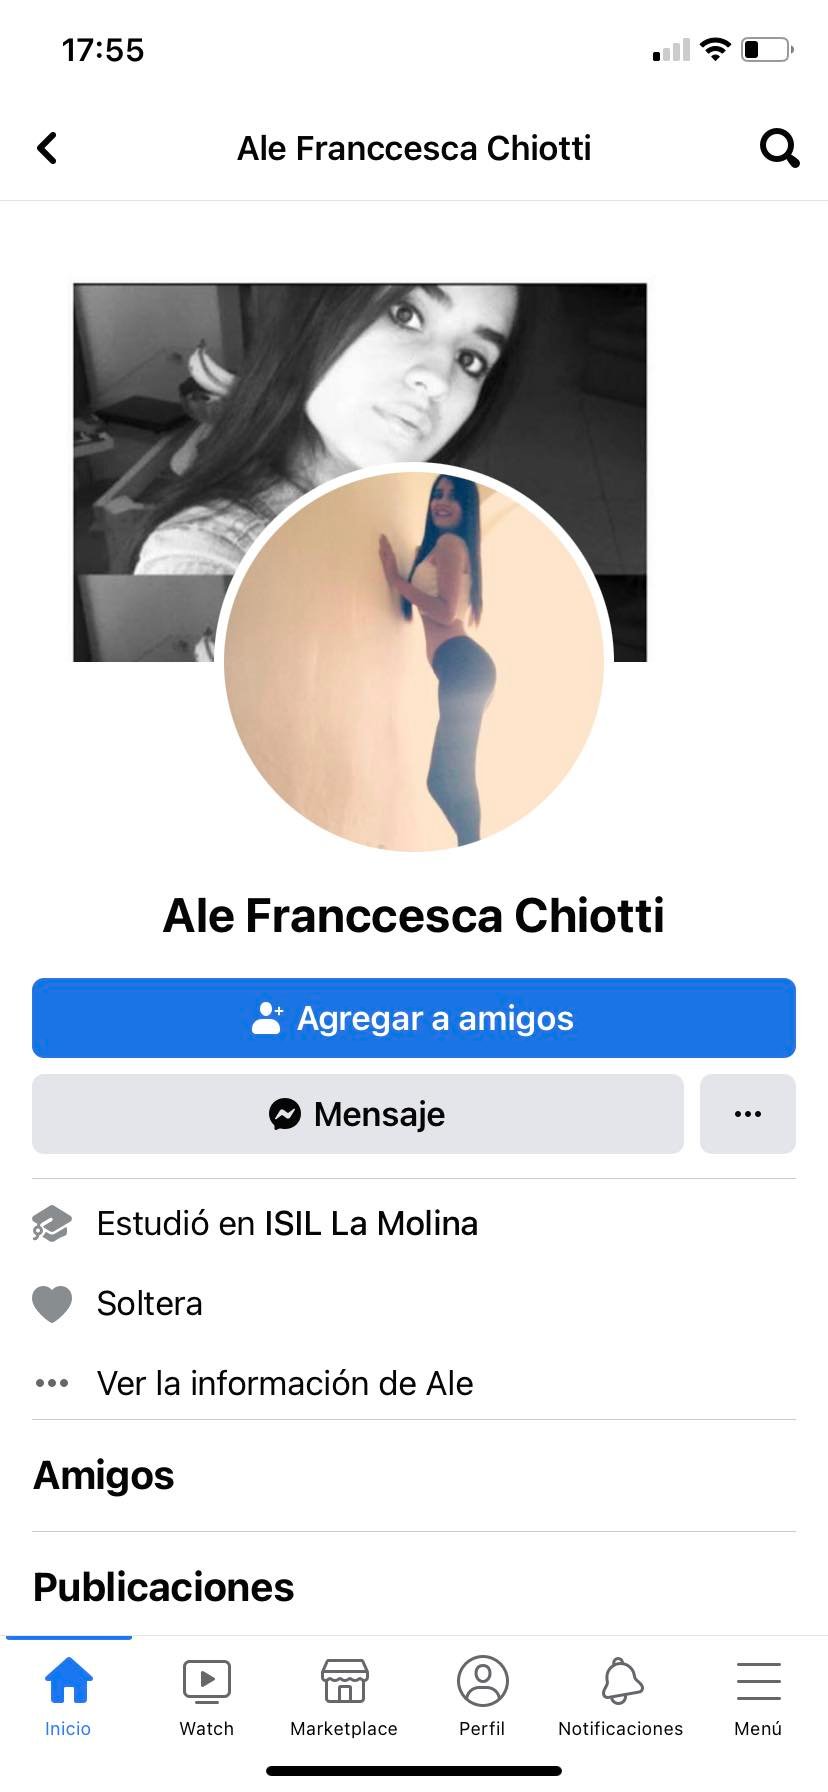 17:55
Ale Franccesca Chiotti
Ale Franccesca Chiotti
Agregar a amigos
Mensaje
Estudió en ISIL La Molina
Soltera
Ver la información de Ale
Amigos
Publicaciones
Inicio
Watch
Marketplace
Perfil
Notificaciones
Menú